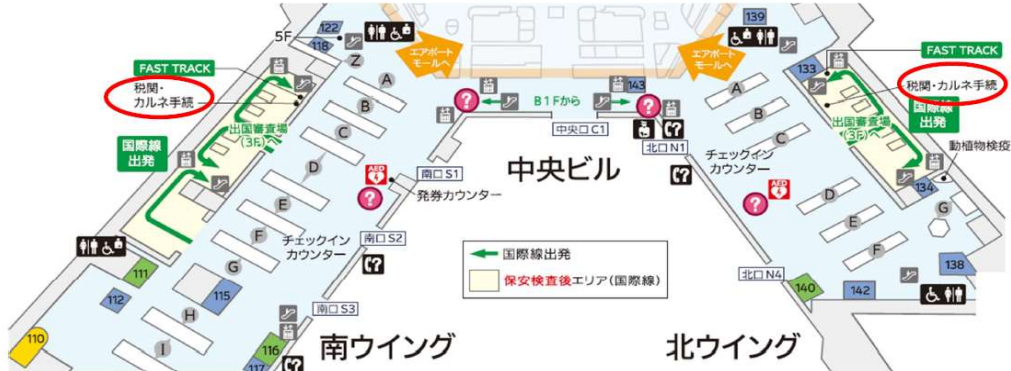 5F
122
118
Z
エアポート
モールへ
エアポート
モールへ
139
FAST TRACK
税関・
カルネ手続
出国審査場
(3F)へ
国際線
出発
A
B
C
D
E
F
G
H
I
B1Fから
143
中央口 C1
中央ビル
南口 S1
発券カウンター
AED
チェックイン
カウンター
南口 S2
南口 S3
111
112
115
110
116
117
南ウイング
国際線出発
保安検査後エリア(国際線)
北口 N1
チェックイン
カウンター
AED
A
B
C
D
E
F
G
133
FAST TRACK
税関・カルネ手続
国際線
出発
出国審査場
(3F)へ
動植物検疫
134
138
北口 N4
140
142
北ウイング